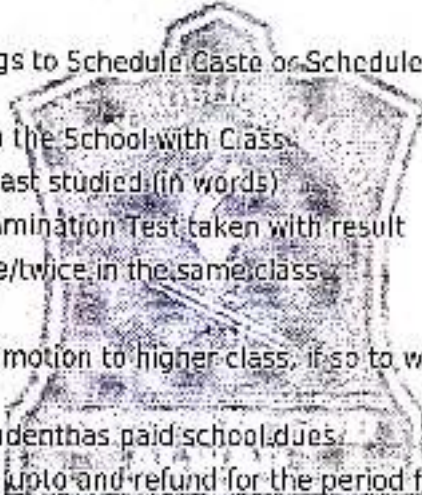 gs to Schedule Caste or Schedule
the School with Class
ast studied (in words)
mination Test taken with result
e/twice in the same class
motion to higher class, if so to w
denthas paid school dues
upto and refund for the period f